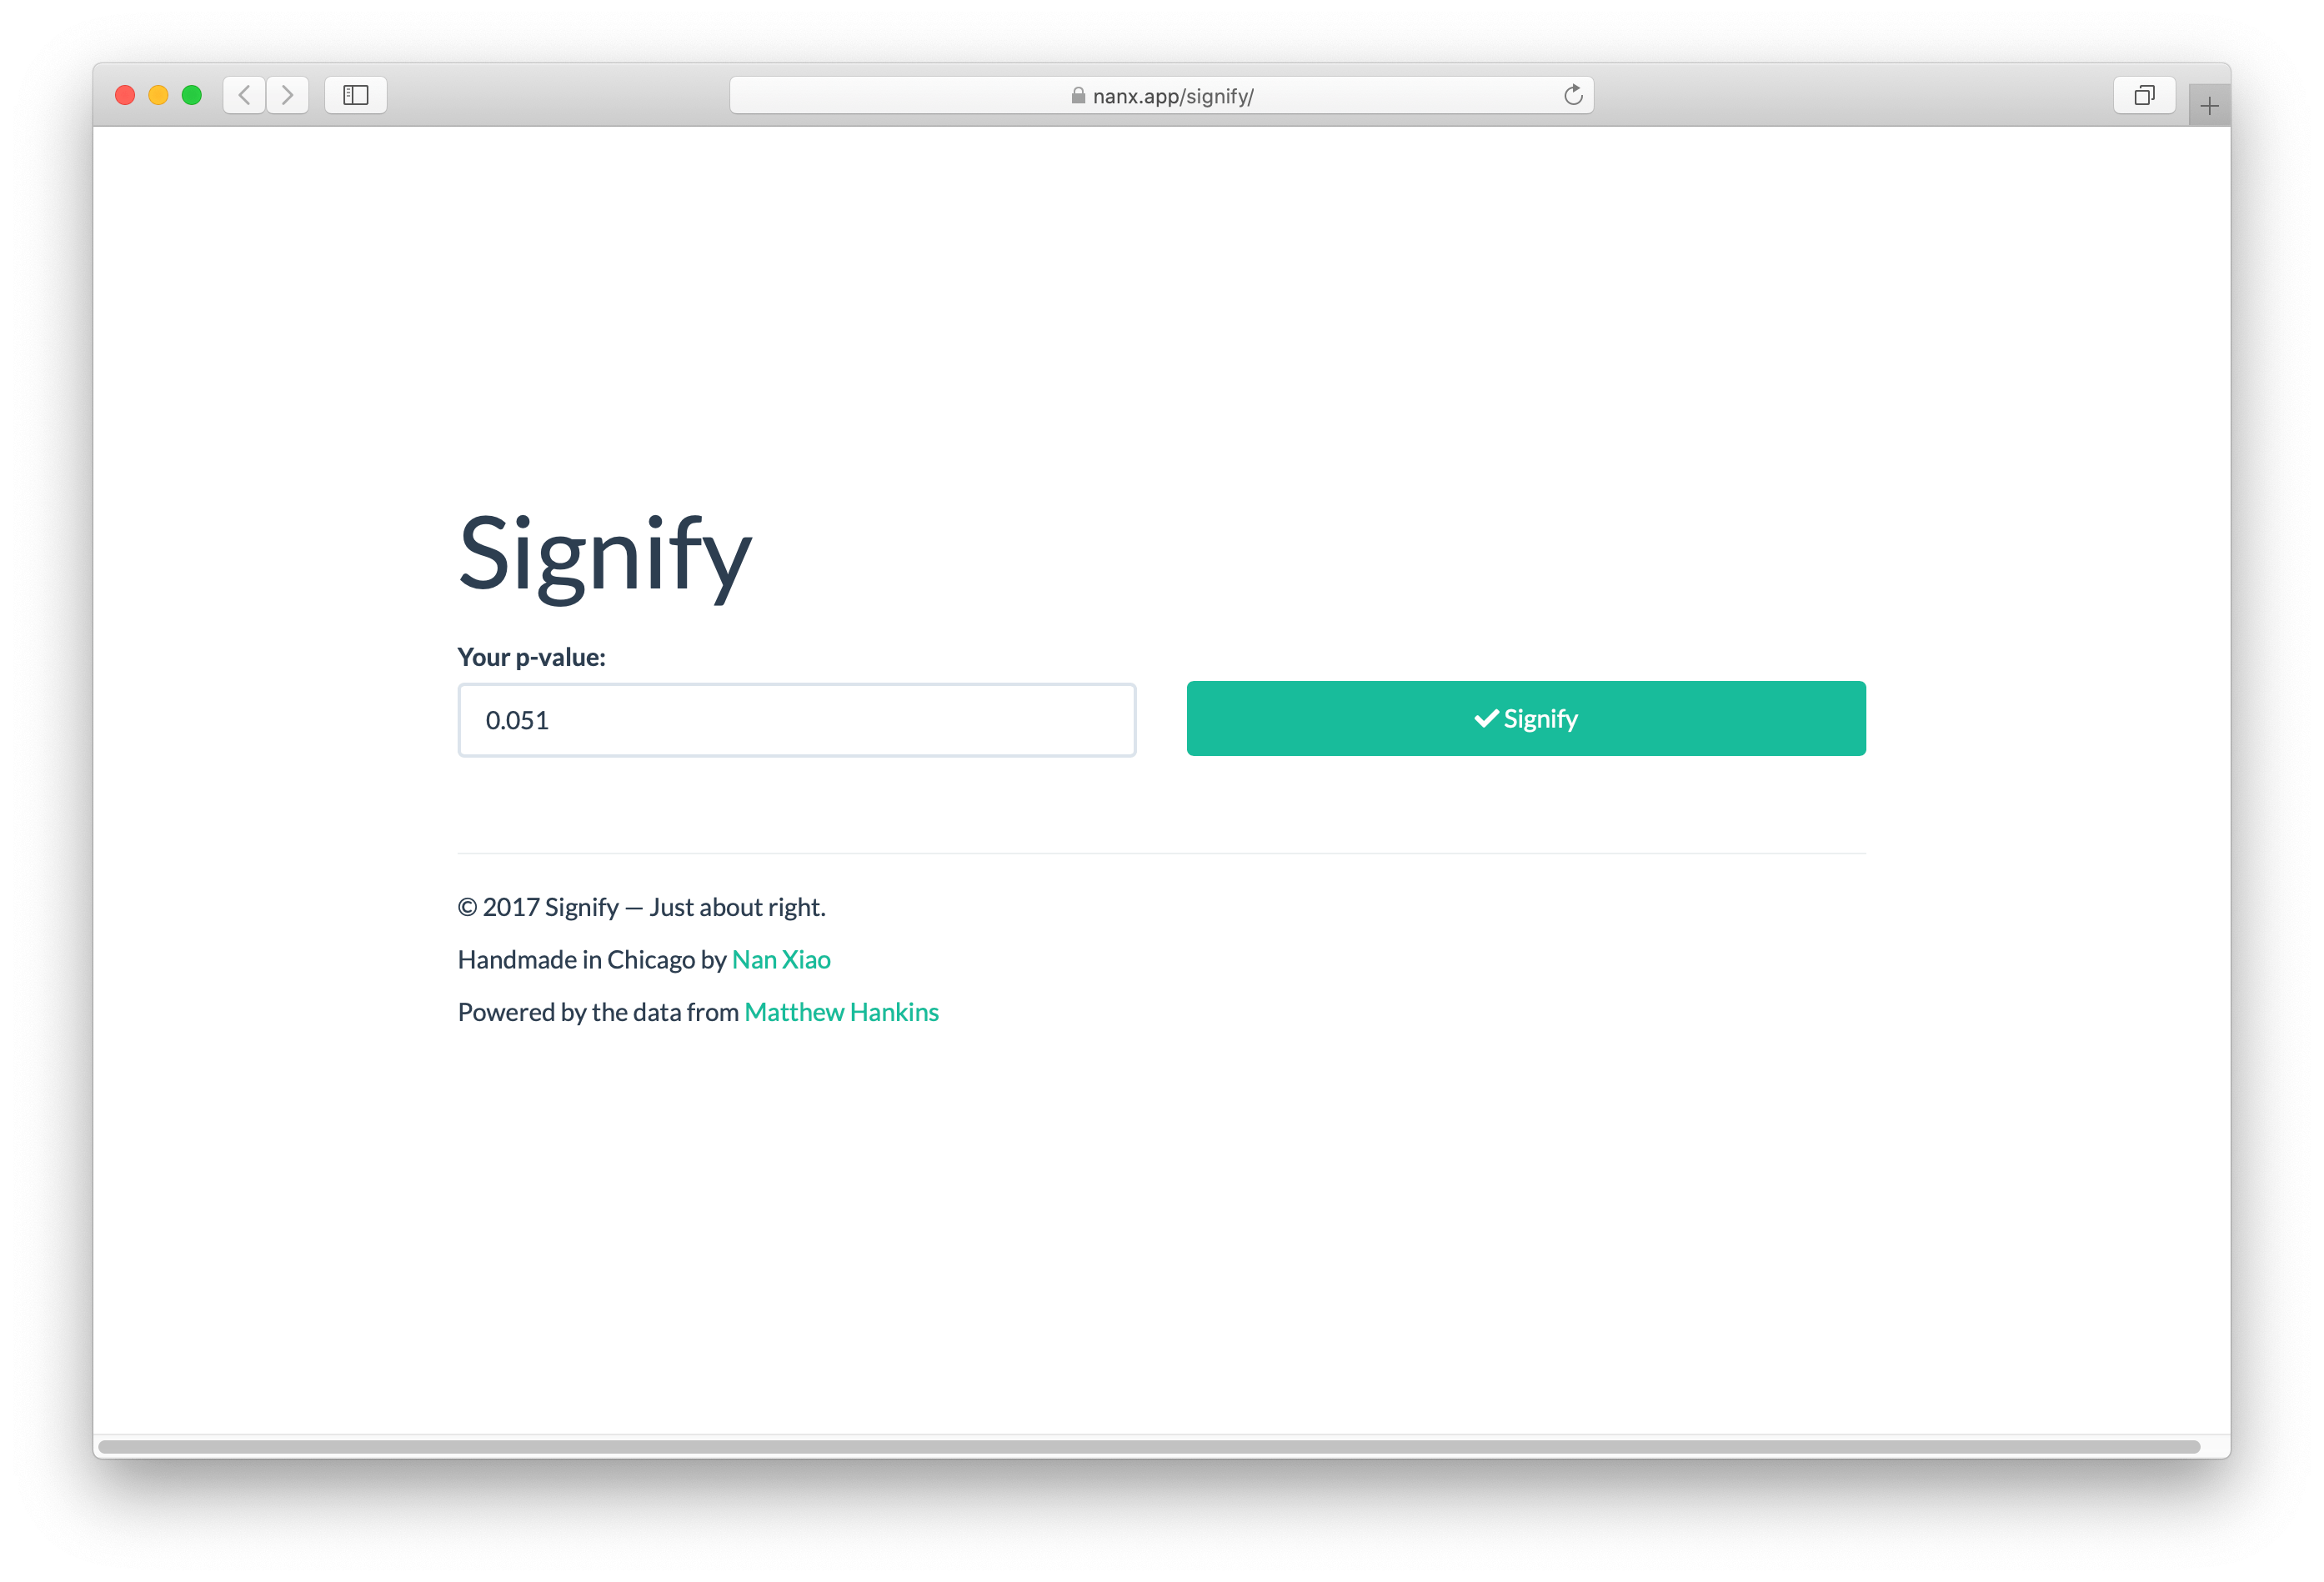 nanx.app/signify/
Signify
Your p-value:
0.051
Signify
© 2017 Signify — Just about right.
Handmade in Chicago by Nan Xiao
Powered by the data from Matthew Hankins